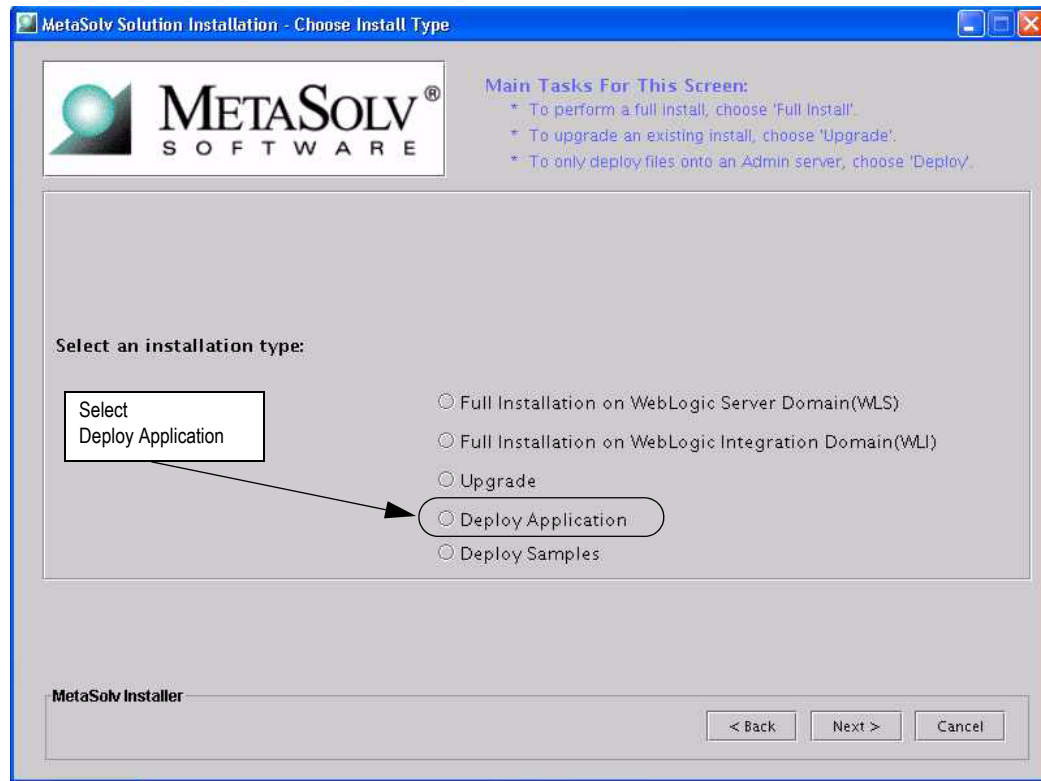 MetaSolv Solution Installation - Choose Install Type
METASOLV®
SOFTWARE
Main Tasks For This Screen:
* To perform a full install, choose 'Full Install'.
* To upgrade an existing install, choose 'Upgrade'.
* To only deploy files onto an Admin server, choose 'Deploy'.
Select an installation type:
Select
Deploy Application
Full Installation on WebLogic Server Domain(WLS)
Full Installation on WebLogic Integration Domain(WLI)
Upgrade
Deploy Application
Deploy Samples
MetaSolv Installer
< Back
Next >
Cancel